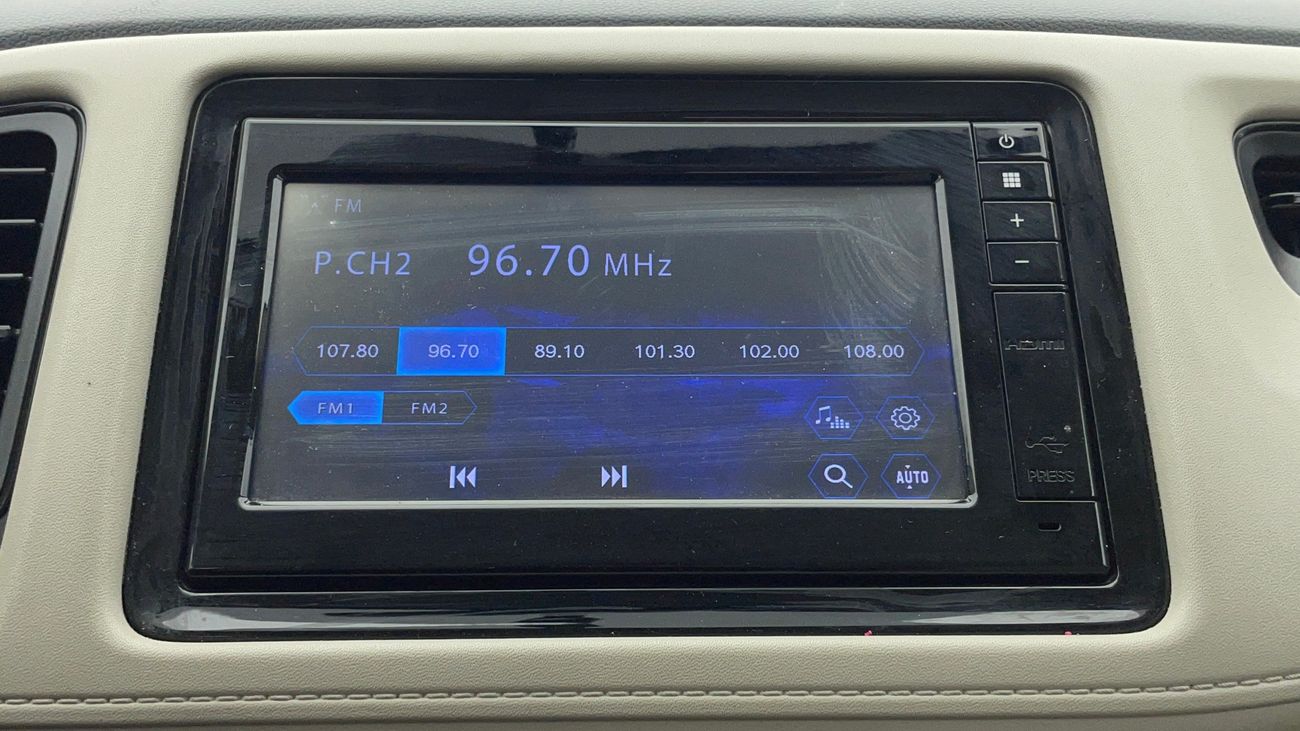 FM
P.CH2 96.70 MHz
107.80 96.70 89.10 101.30 102.00 108.00
FM1 FM2
AUTO
+
−
HDMI
PRESS